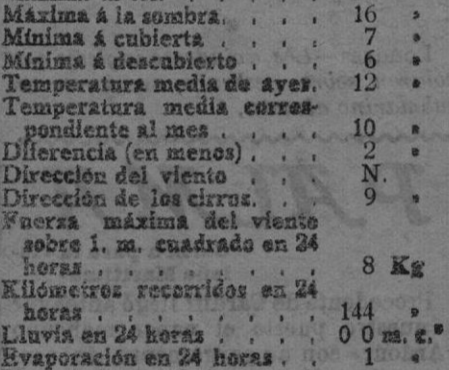 Máxima á la sombra. . . . 16 »
Mínima á cubierta . . . . 7 »
Mínima á descubierto . . . 6 »
Temperatura media de ayer. 12 »
Temperatura media corres-
pondiente al mes . . . 10 »
Diferencia (en menos) . . . 2 »
Dirección del viento . . . N.
Dirección de los cirrus. . . 9 »
Fuerza máxima del viento
sobre 1. m. cuadrado en 24
horas . . . . . . 8 Kg
Kilómetros recorridos en 24
horas . . . . . . 144 »
Lluvia en 24 horas . . . . 0 0 m. c.ª
Evaporación en 24 horas . . . 1 »